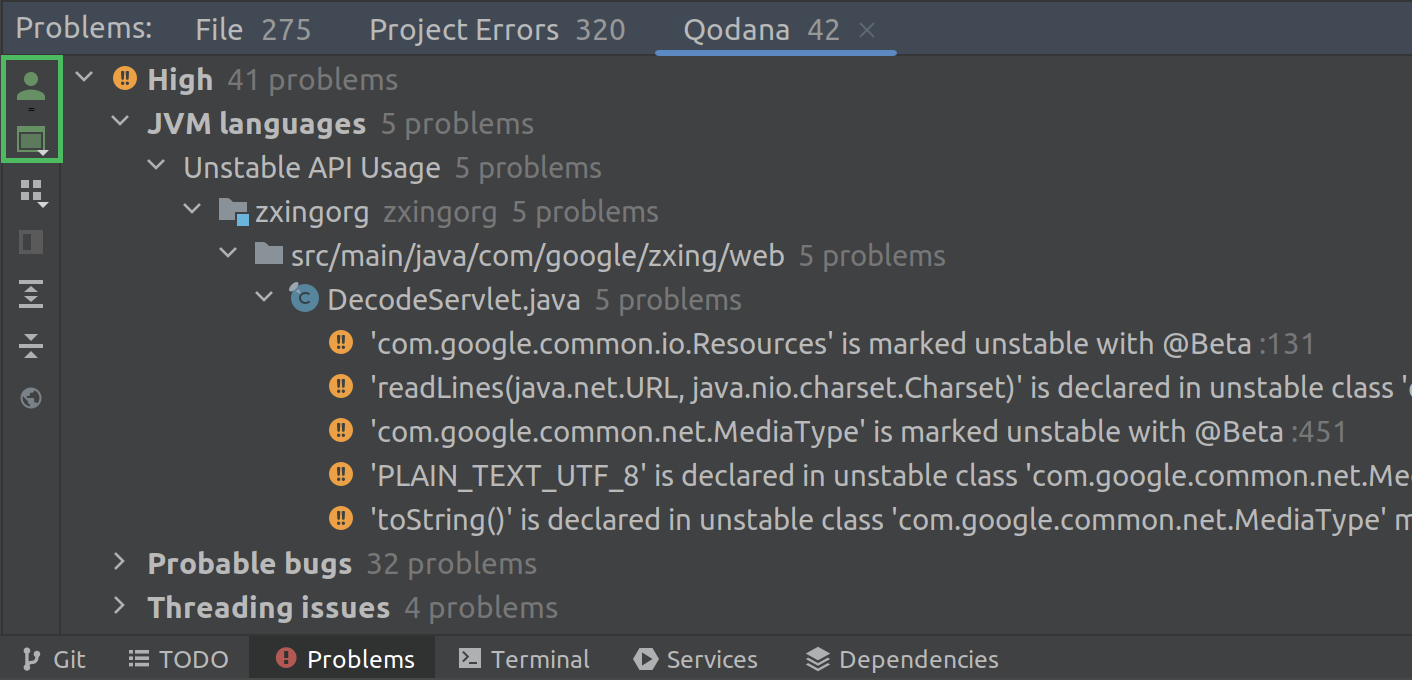 Problems: File 275 Project Errors 320 Qodana 42
High 41 problems
JVM languages 5 problems
Unstable API Usage 5 problems
zxingorg zxingorg 5 problems
src/main/java/com/google/zxing/web 5 problems
DecodeServlet.java 5 problems
'com.google.common.io.Resources' is marked unstable with @Beta :131
'readLines(java.net.URL, java.nio.charset.Charset)' is declared in unstable class '
'com.google.common.net.MediaType' is marked unstable with @Beta :451
'PLAIN_TEXT_UTF_8' is declared in unstable class 'com.google.common.net.Me
'toString()' is declared in unstable class 'com.google.common.net.MediaType' m
Probable bugs 32 problems
Threading issues 4 problems
Git TODO Problems Terminal Services Dependencies